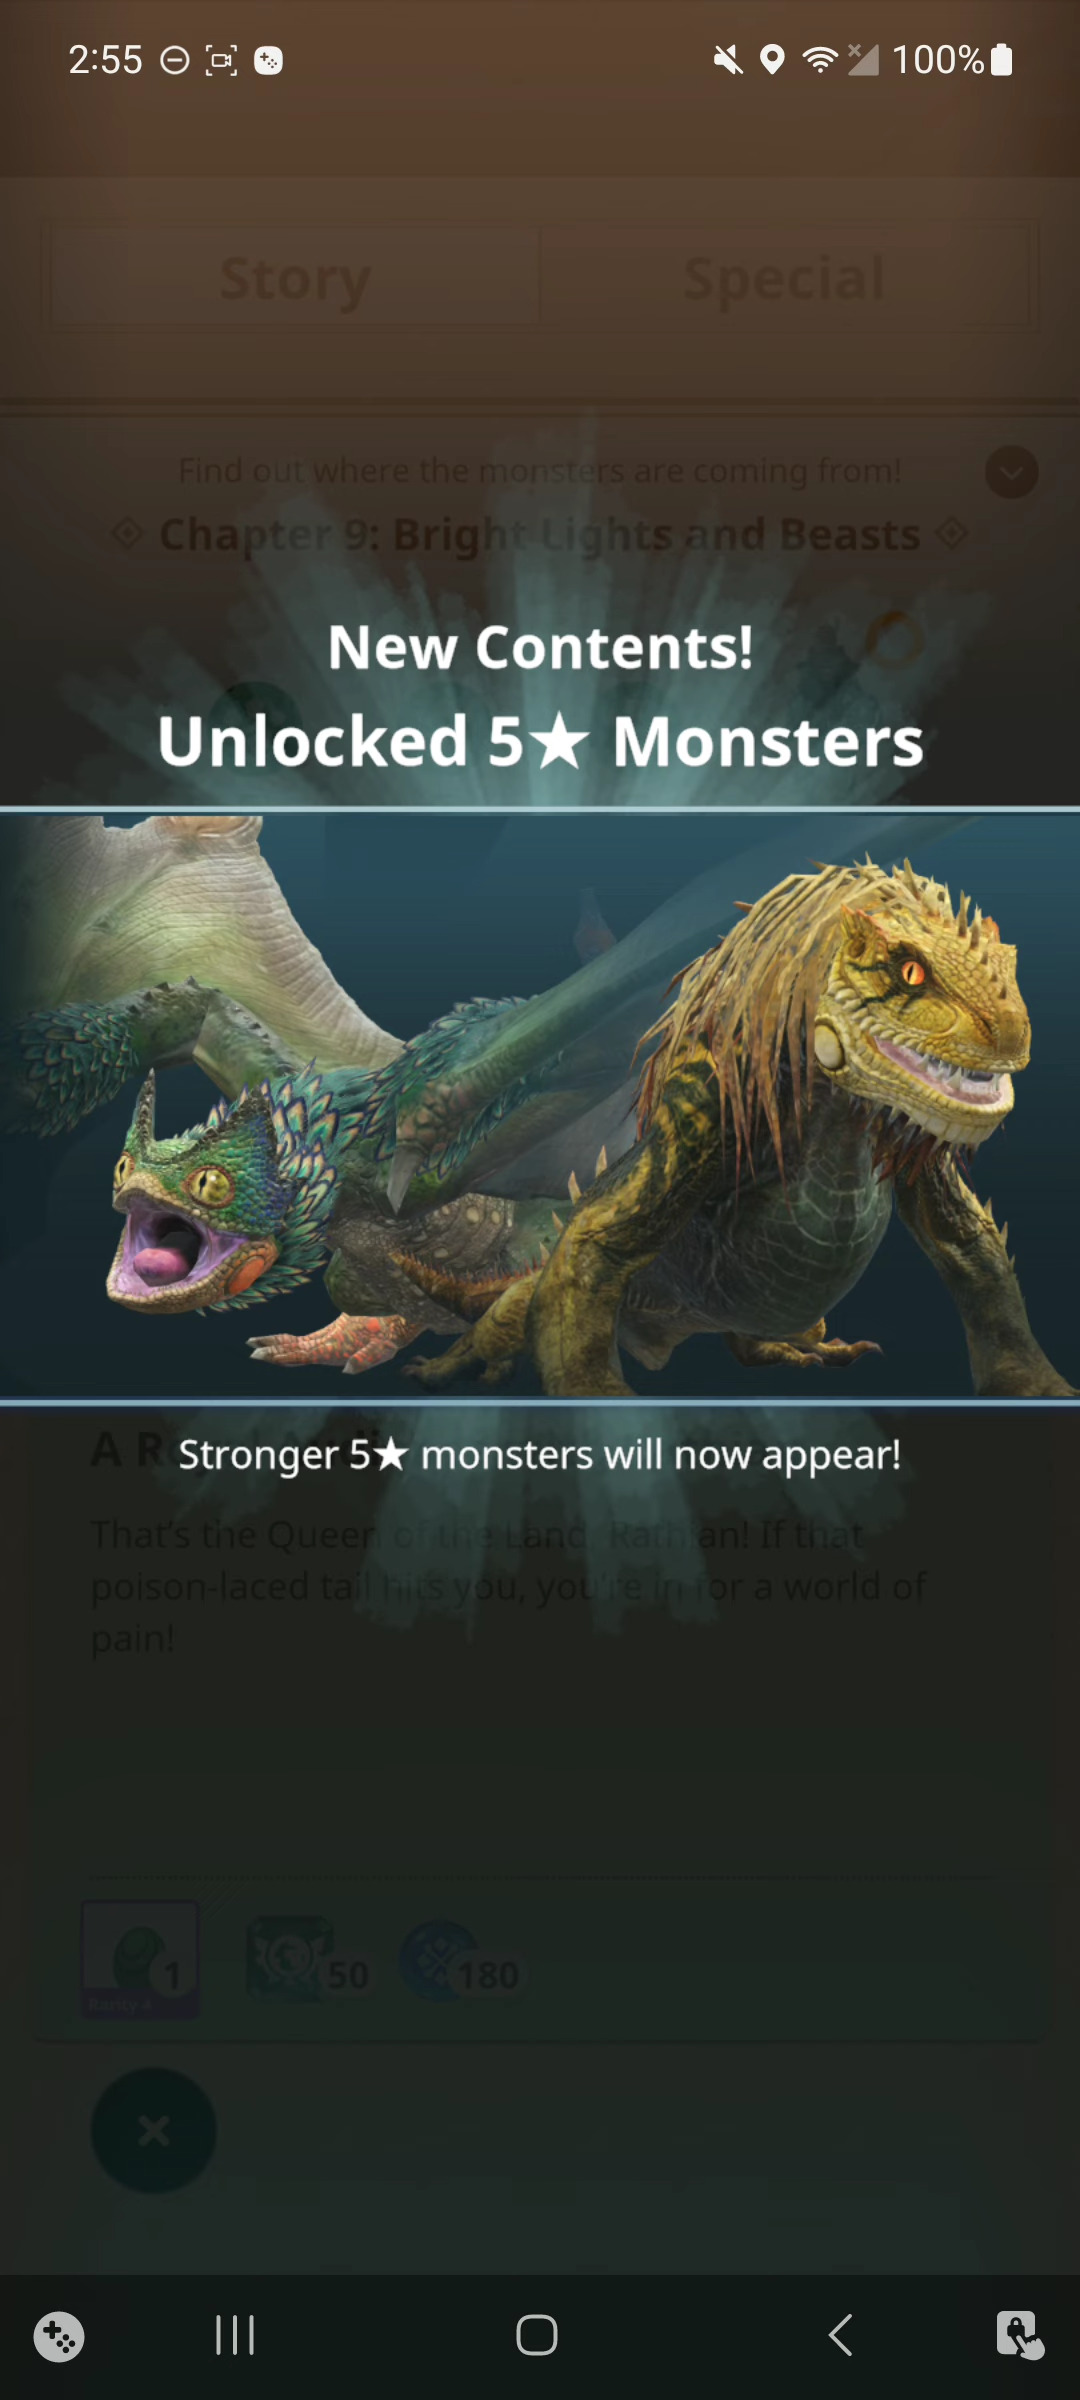 2:55
100%
Story
Special
Find out where the monsters are coming from!
Chapter 9: Bright Lights and Beasts
New Contents!
Unlocked 5★ Monsters
A R
Stronger 5★ monsters will now appear!
That's the Queen of the Land, Rathian! If that
poison-laced tail hits you, you're in for a world of
pain!
1
Rarity 4
50
180